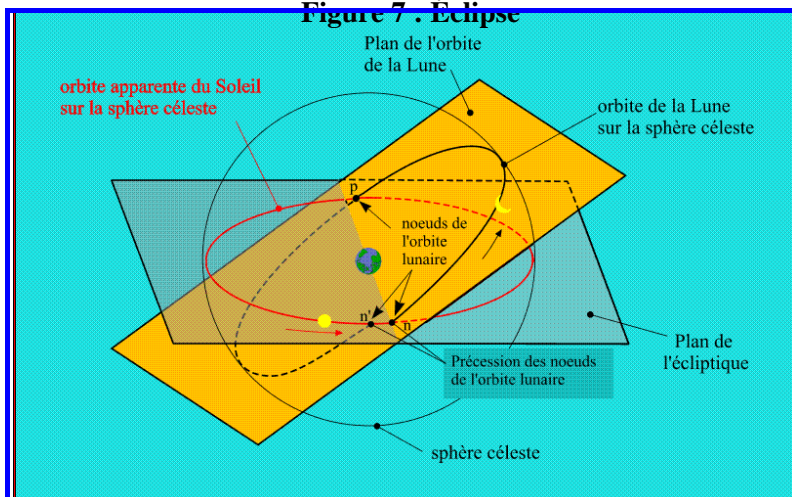 Figure 7 : Eclipse
Plan de l'orbite
de la Lune
orbite apparente du Soleil
sur la sphère céleste
orbite de la Lune
sur la sphère céleste
p
noeuds de
l'orbite
lunaire
n'
n
Précession des noeuds
de l'orbite lunaire
Plan de
l'écliptique
sphère céleste